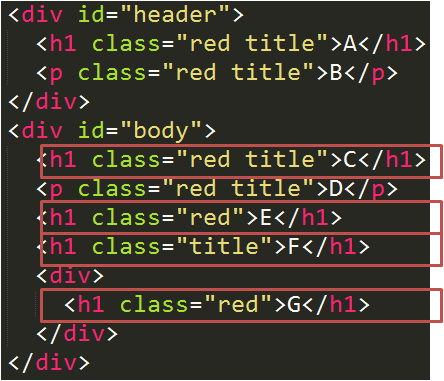 <div id="header">
<h1 class="red title">A</h1>
<p class="red title">B</p>
</div>
<div id="body">
<h1 class="red title">C</h1>
<p class="red title">D</p>
<h1 class="red">E</h1>
<h1 class="title">F</h1>
<div>
<h1 class="red">G</h1>
</div>
</div>